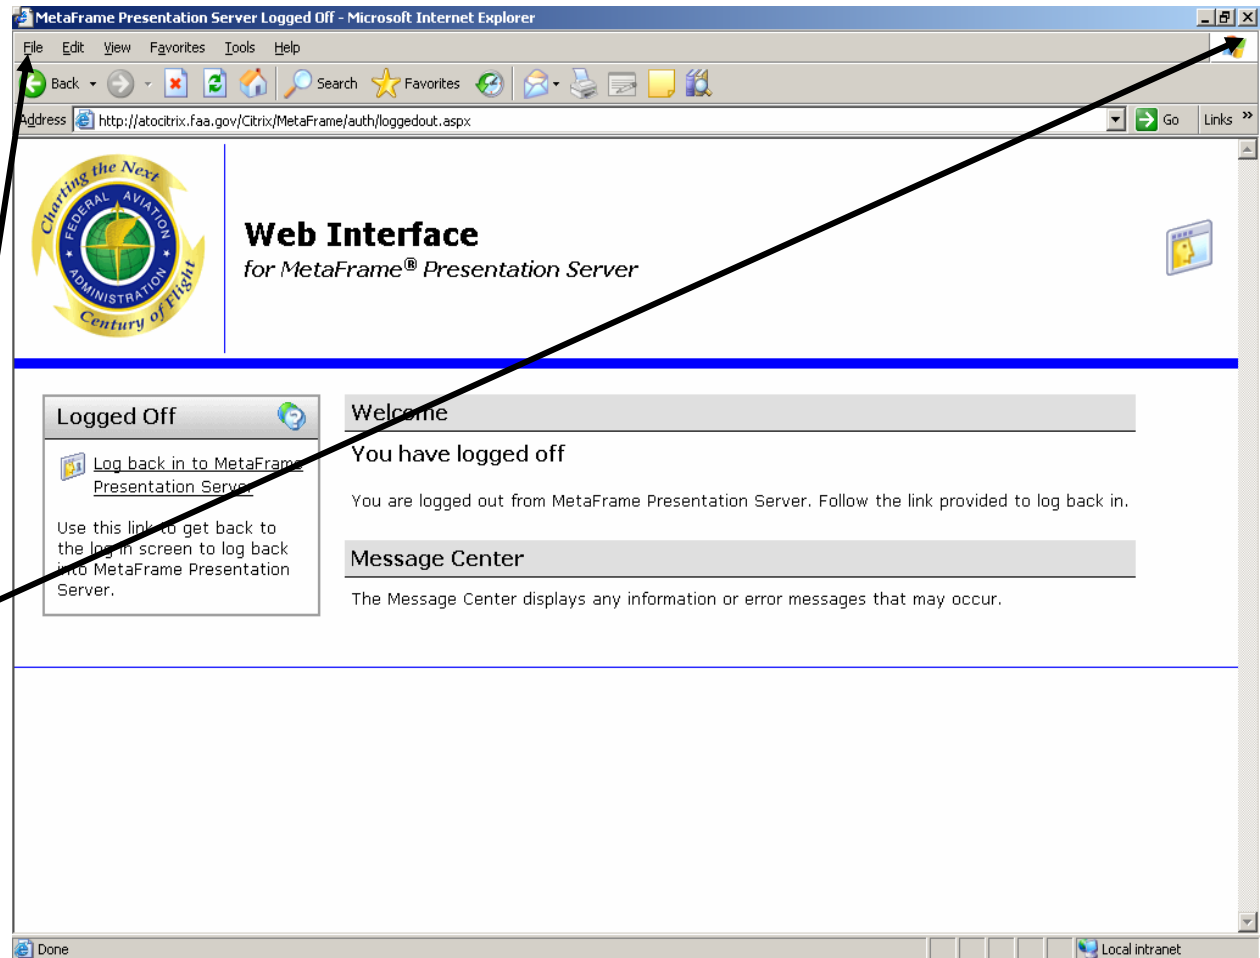 MetaFrame Presentation Server Logged Off - Microsoft Internet Explorer
File Edit View Favorites Tools Help
Back Search Favorites
Address http://atocitrix.faa.gov/Citrix/MetaFrame/auth/loggedout.aspx Go Links »
Charting the Next
FEDERAL AVIATION
ADMINISTRATION
Century of Flight
Web Interface
for MetaFrame® Presentation Server
Logged Off
Log back in to MetaFrame
Presentation Server
Use this link to get back to
the log in screen to log back
into MetaFrame Presentation
Server.
Welcome
You have logged off
You are logged out from MetaFrame Presentation Server. Follow the link provided to log back in.
Message Center
The Message Center displays any information or error messages that may occur.
Done Local intranet